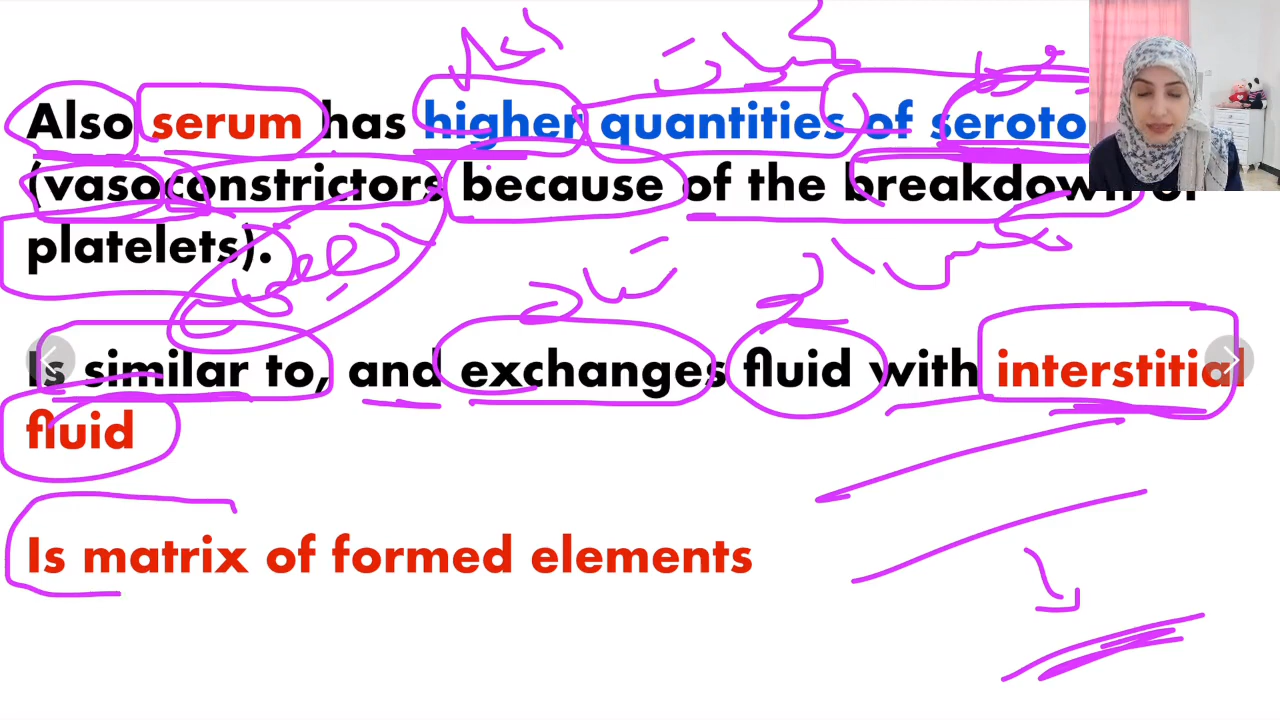 Also serum has higher quantities of seroto
(vasoconstrictors because of the breakdown of
platelets).
Is similar to, and exchanges fluid with interstitial
fluid
Is matrix of formed elements